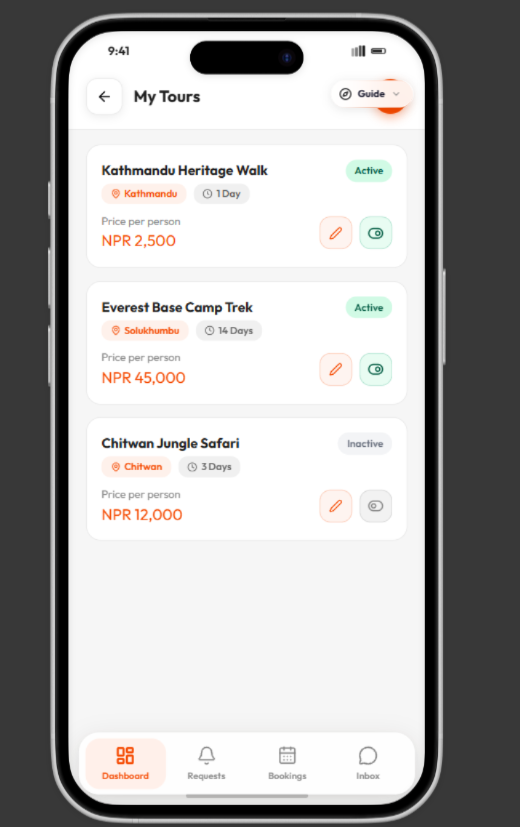 9:41
My Tours
Guide
Kathmandu Heritage Walk
Active
Kathmandu
1 Day
Price per person
NPR 2,500
Everest Base Camp Trek
Active
Solukhumbu
14 Days
Price per person
NPR 45,000
Chitwan Jungle Safari
Inactive
Chitwan
3 Days
Price per person
NPR 12,000
Dashboard
Requests
Bookings
Inbox